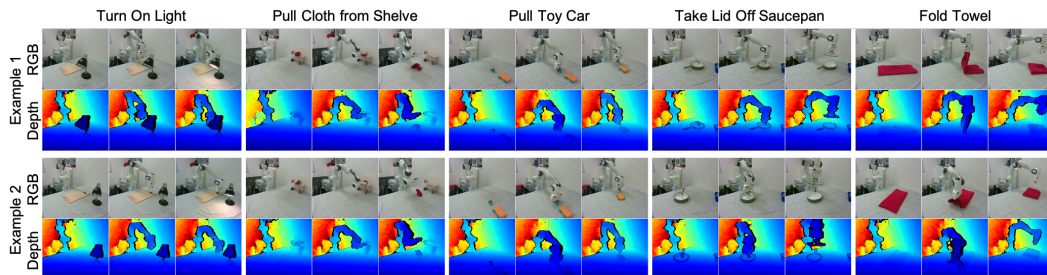 Turn On Light
Pull Cloth from Shelve
Pull Toy Car
Take Lid Off Saucepan
Fold Towel
Example 1
RGB
Depth
Example 2
RGB
Depth